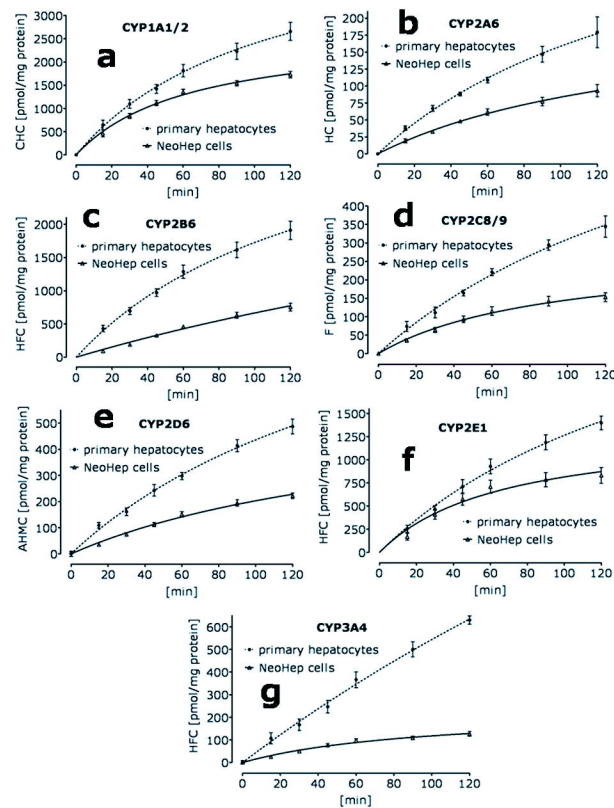 CYP1A1/2
a
CHC [pmol/mg protein]
3000
2500
2000
1500
1000
500
0
primary hepatocytes
NeoHep cells
0 20 40 60 80 100 120
[min]
b
CYP2A6
HC [pmol/mg protein]
200
175
150
125
100
75
50
25
0
primary hepatocytes
NeoHep cells
0 20 40 60 80 100 120
[min]
c
CYP2B6
HFC [pmol/mg protein]
2000
1500
1000
500
0
primary hepatocytes
NeoHep cells
0 20 40 60 80 100 120
[min]
d
CYP2C8/9
F [pmol/mg protein]
400
350
300
250
200
150
100
50
0
primary hepatocytes
NeoHep cells
0 20 40 60 80 100 120
[min]
e
CYP2D6
AHMC [pmol/mg protein]
500
400
300
200
100
0
primary hepatocytes
NeoHep cells
0 20 40 60 80 100 120
[min]
CYP2E1
f
HFC [pmol/mg protein]
1500
1250
1000
750
500
250
0
primary hepatocytes
NeoHep cells
0 20 40 60 80 100 120
[min]
CYP3A4
g
HFC [pmol/mg protein]
600
500
400
300
200
100
0
primary hepatocytes
NeoHep cells
0 20 40 60 80 100 120
[min]